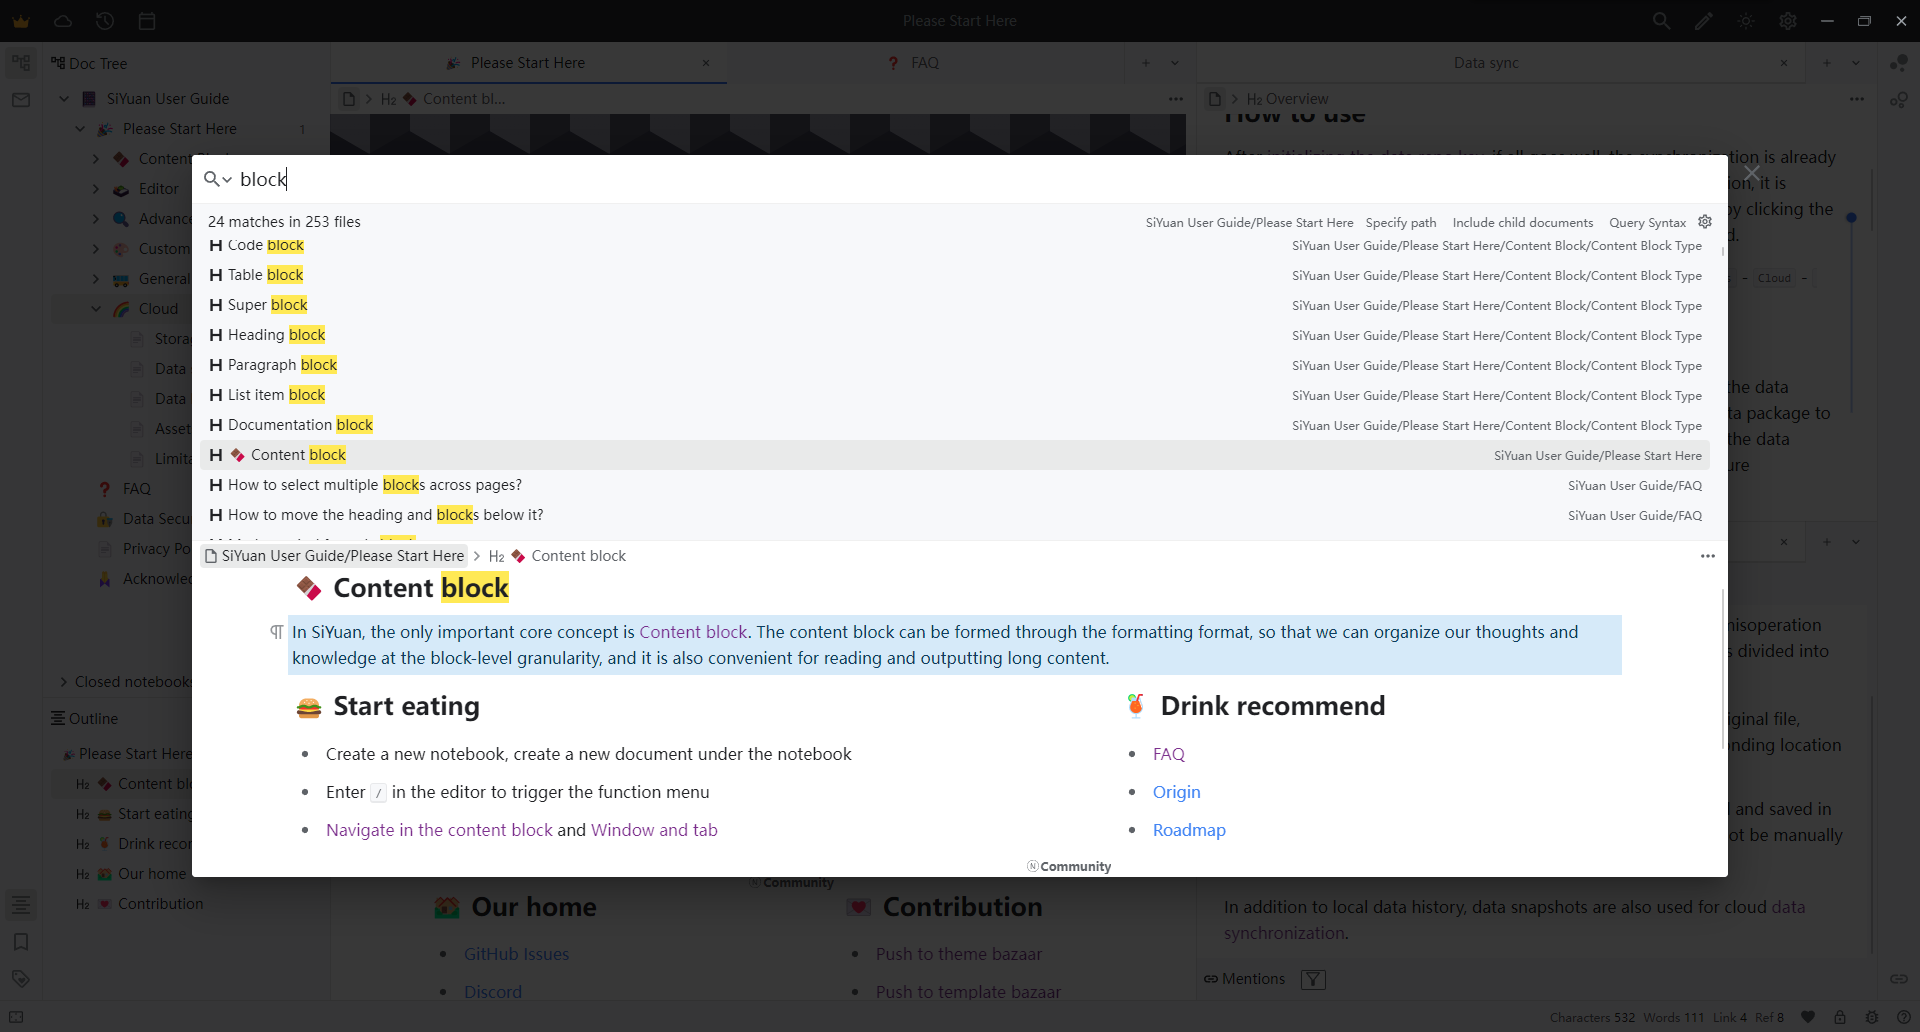 Please Start Here
Doc Tree
SiYuan User Guide
Please Start Here 1
Content
Editor
Advance
Custom
General
Cloud
Stora
Data
Data
Asset
Limita
FAQ
Data Secu
Privacy Po
Acknowle
Closed notebooks
Outline
Please Start Here
H2 Content blo
H2 Start eating
H2 Drink recor
H2 Our home
H2 Contribution
Please Start Here
FAQ
H2 Content bl...
block
24 matches in 253 files
SiYuan User Guide/Please Start Here Specify path Include child documents Query Syntax
H Code block SiYuan User Guide/Please Start Here/Content Block/Content Block Type
H Table block SiYuan User Guide/Please Start Here/Content Block/Content Block Type
H Super block SiYuan User Guide/Please Start Here/Content Block/Content Block Type
H Heading block SiYuan User Guide/Please Start Here/Content Block/Content Block Type
H Paragraph block SiYuan User Guide/Please Start Here/Content Block/Content Block Type
H List item block SiYuan User Guide/Please Start Here/Content Block/Content Block Type
H Documentation block SiYuan User Guide/Please Start Here/Content Block/Content Block Type
H Content block SiYuan User Guide/Please Start Here
H How to select multiple blocks across pages? SiYuan User Guide/FAQ
H How to move the heading and blocks below it? SiYuan User Guide/FAQ
SiYuan User Guide/Please Start Here > H2 Content block
Content block
In SiYuan, the only important core concept is Content block. The content block can be formed through the formatting format, so that we can organize our thoughts and
knowledge at the block-level granularity, and it is also convenient for reading and outputting long content.
Start eating
Create a new notebook, create a new document under the notebook
Enter / in the editor to trigger the function menu
Navigate in the content block and Window and tab
Drink recommend
FAQ
Origin
Roadmap
Community
Community
Our home
GitHub Issues
Discord
Contribution
Push to theme bazaar
Push to template bazaar
Data sync
H2 Overview
How to use
tion is already
ion, it is
by clicking the
d.
- Cloud -
the data
ta package to
the data
ure
misoperation
s divided into
iginal file,
nding location
d and saved in
ot be manually
In addition to local data history, data snapshots are also used for cloud data
synchronization.
Mentions
Characters 532 Words 111 Link 4 Ref 8